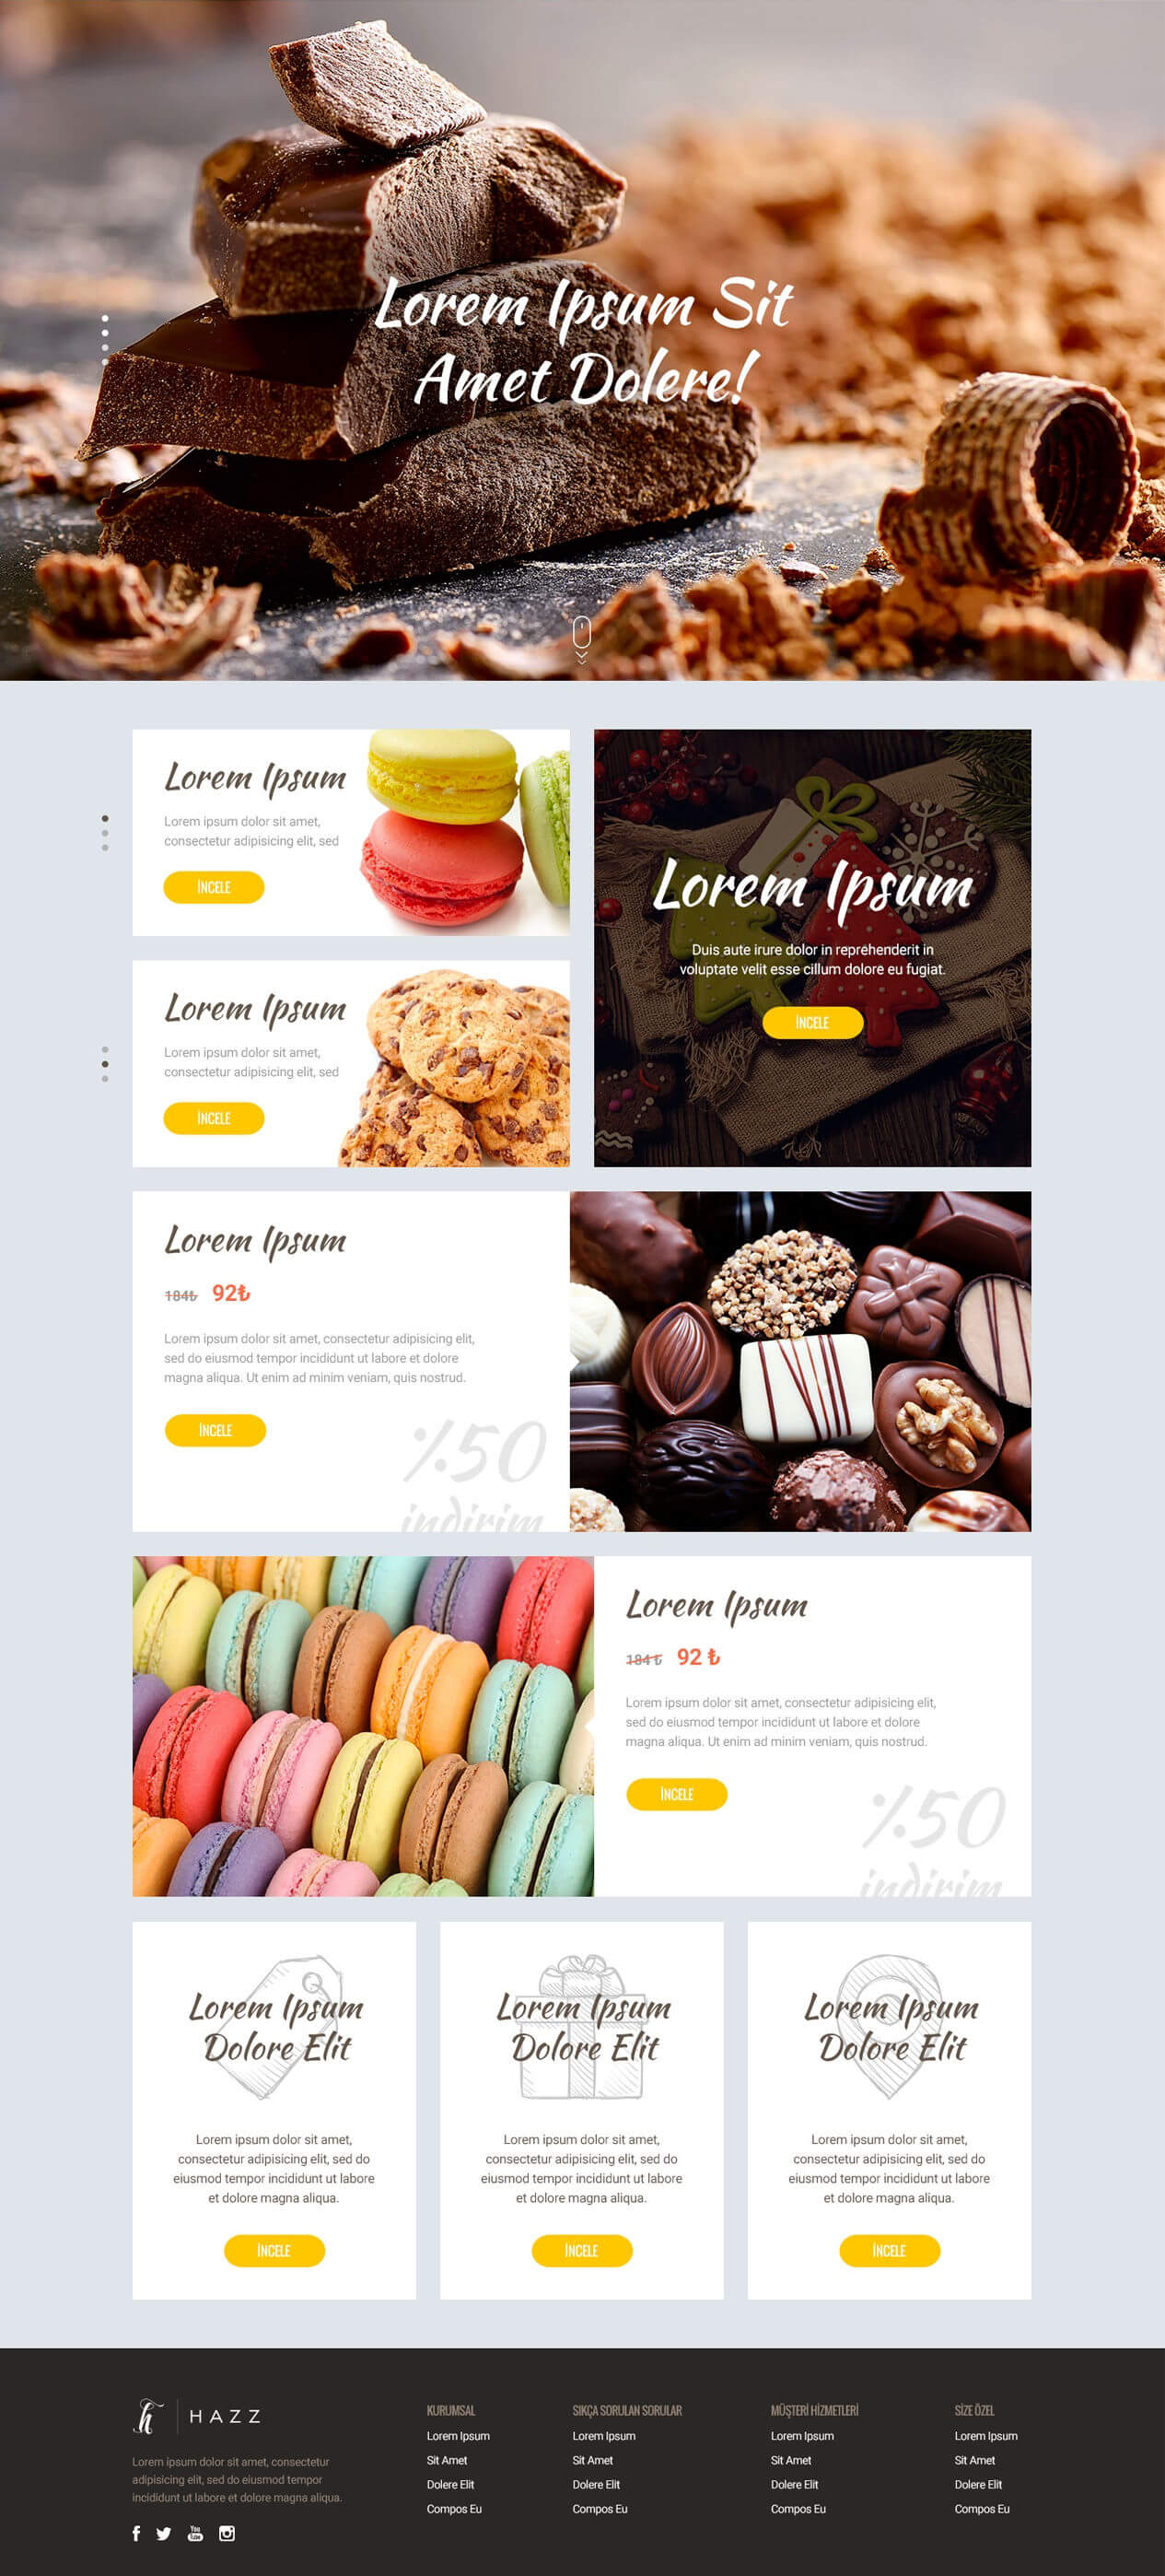 Lorem Ipsum Sit
Amet Dolere!
Lorem Ipsum
Lorem ipsum dolor sit amet,
consectetur adipisicing elit, sed
İNCELE
Lorem Ipsum
Duis aute irure dolor in reprehenderit in
voluptate velit esse cillum dolore eu fugiat.
İNCELE
Lorem Ipsum
Lorem ipsum dolor sit amet,
consectetur adipisicing elit, sed
İNCELE
Lorem Ipsum
184₺ 92₺
Lorem ipsum dolor sit amet, consectetur adipisicing elit,
sed do eiusmod tempor incididunt ut labore et dolore
magna aliqua. Ut enim ad minim veniam, quis nostrud.
İNCELE
%50
indirim
Lorem Ipsum
184 ₺ 92 ₺
Lorem ipsum dolor sit amet, consectetur adipisicing elit,
sed do eiusmod tempor incididunt ut labore et dolore
magna aliqua. Ut enim ad minim veniam, quis nostrud.
İNCELE
%50
indirim
Lorem Ipsum
Dolore Elit
Lorem ipsum dolor sit amet,
consectetur adipisicing elit, sed do
eiusmod tempor incididunt ut labore
et dolore magna aliqua.
İNCELE
Lorem Ipsum
Dolore Elit
Lorem ipsum dolor sit amet,
consectetur adipisicing elit, sed do
eiusmod tempor incididunt ut labore
et dolore magna aliqua.
İNCELE
Lorem Ipsum
Dolore Elit
Lorem ipsum dolor sit amet,
consectetur adipisicing elit, sed do
eiusmod tempor incididunt ut labore
et dolore magna aliqua.
İNCELE
h HAZZ
Lorem ipsum dolor sit amet, consectetur
adipisicing elit, sed do eiusmod tempor
incididunt ut labore et dolore magna aliqua.
You
Tube
KURUMSAL
Lorem Ipsum
Sit Amet
Dolere Elit
Compos Eu
SIKÇA SORULAN SORULAR
Lorem Ipsum
Sit Amet
Dolere Elit
Compos Eu
MÜŞTERİ HİZMETLERİ
Lorem Ipsum
Sit Amet
Dolere Elit
Compos Eu
SİZE ÖZEL
Lorem Ipsum
Sit Amet
Dolere Elit
Compos Eu